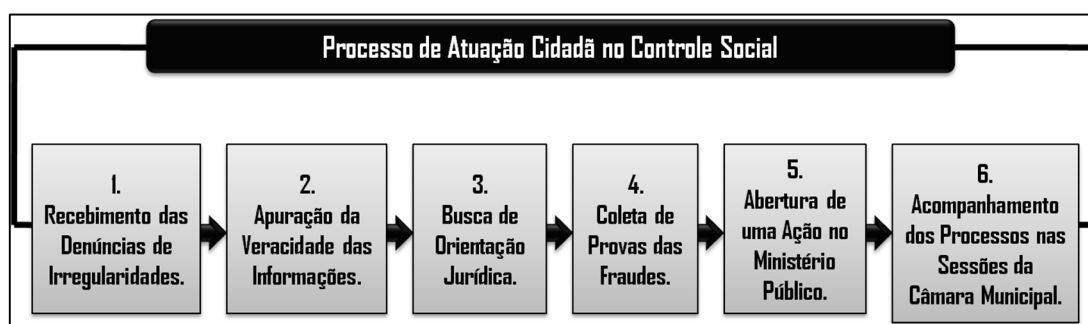 Processo de Atuação Cidadã no Controle Social
1.
Recebimento das
Denúncias de
Irregularidades.
2.
Apuração da
Veracidade das
Informações.
3.
Busca de
Orientação
Jurídica.
4.
Coleta de
Provas das
Fraudes.
5.
Abertura de
uma Ação no
Ministério
Público.
6.
Acompanhamento
dos Processos nas
Sessões da
Câmara Municipal.